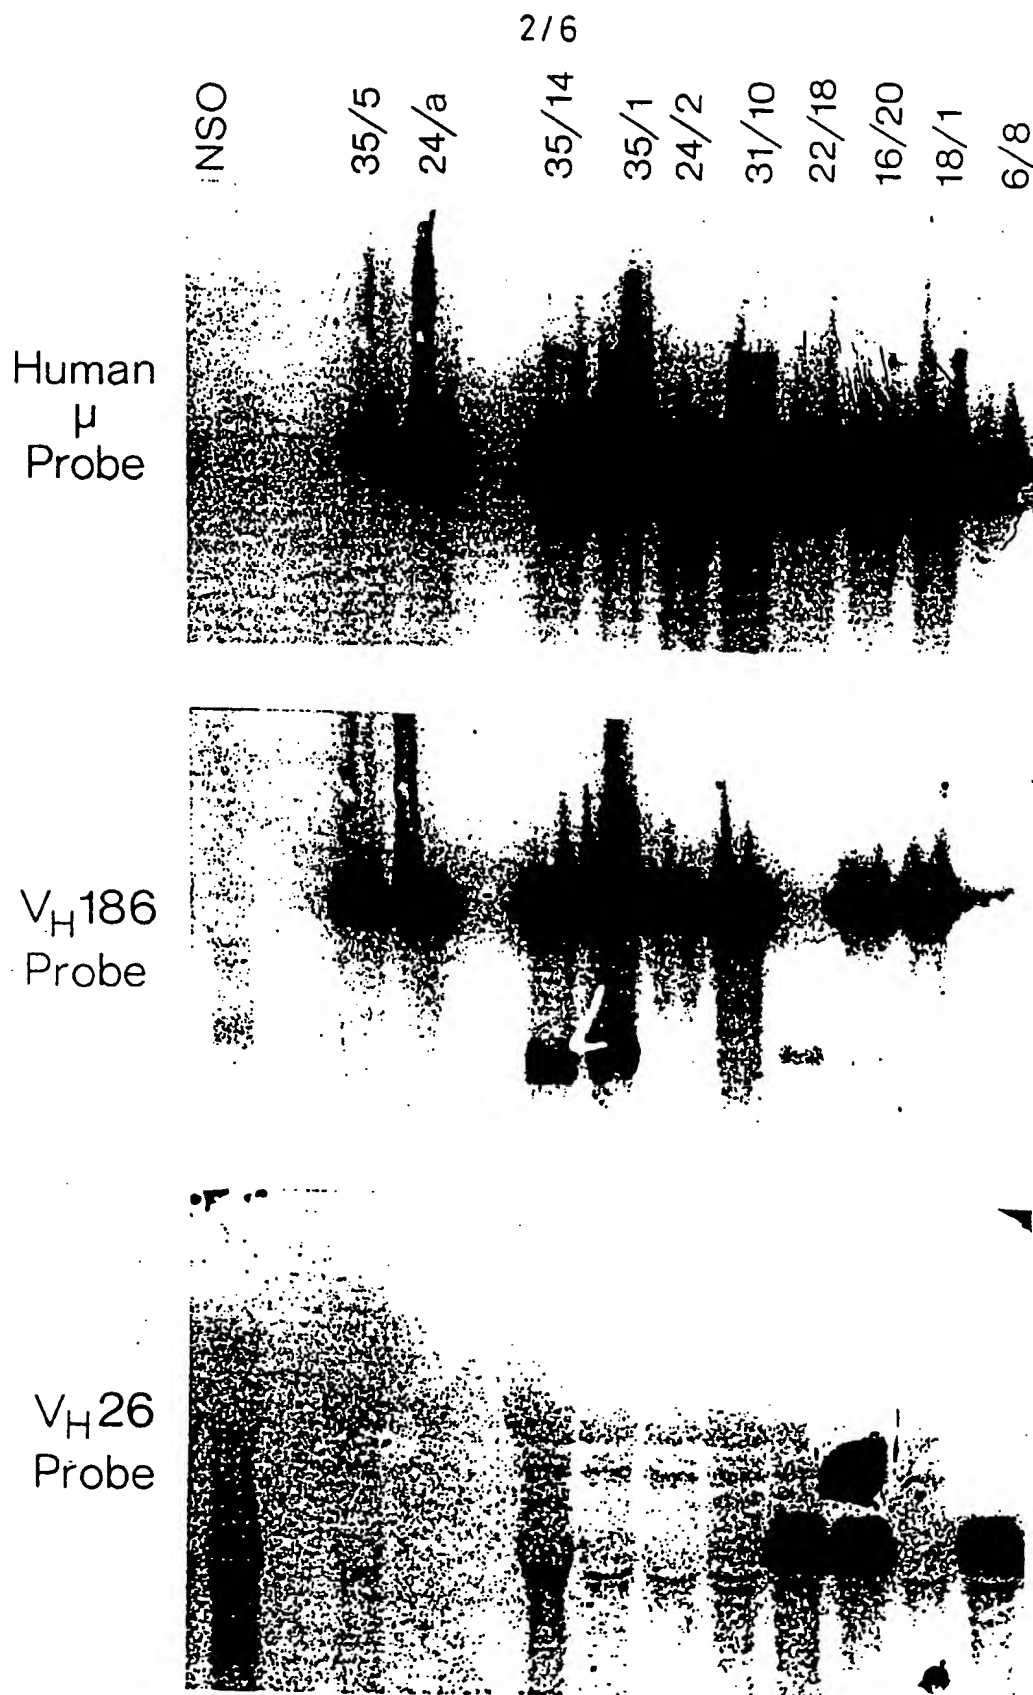 2/6
NSO
35/5
24/a
35/14
35/1
24/2
31/10
22/18
16/20
18/1
6/8
Human
μ
Probe
VH186
Probe
VH26
Probe